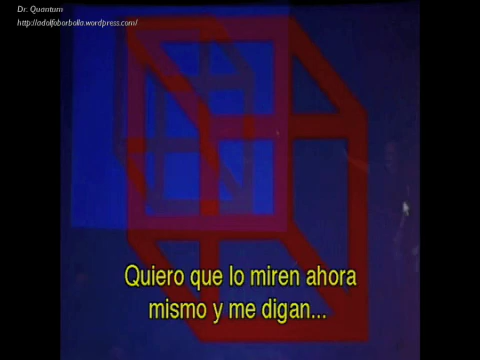 Dr. Quantum
http://adolfoborbolla.wordpress.com/
Quiero que lo miren ahora
mismo y me digan...